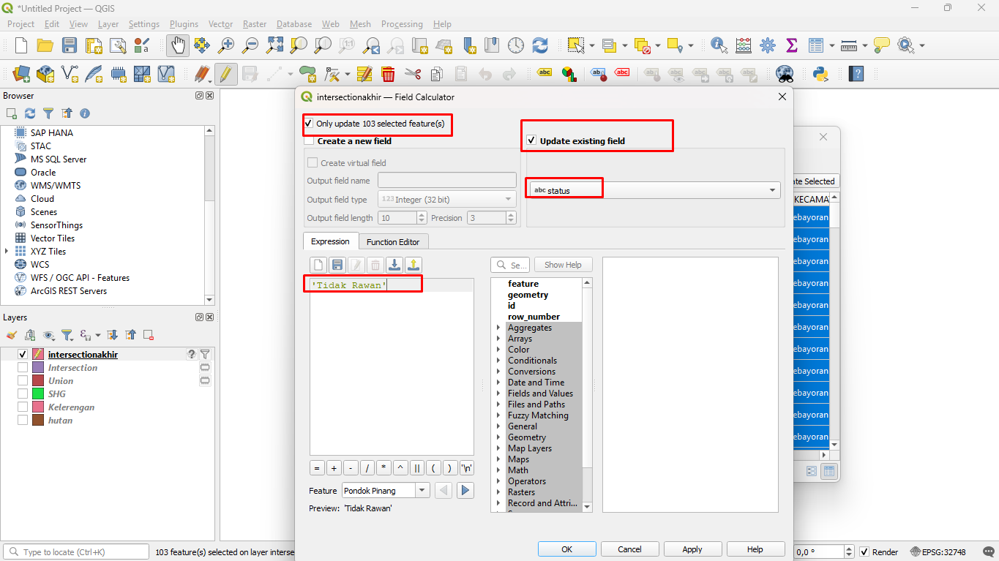 *Untitled Project — QGIS
Project Edit View Layer Settings Plugins Vector Raster Database Web Mesh Processing Help
Browser
SAP HANA
STAC
MS SQL Server
Oracle
WMS/WMTS
Cloud
Scenes
SensorThings
Vector Tiles
XYZ Tiles
WCS
WFS / OGC API - Features
ArcGIS REST Servers
Layers
intersectionakhir
Intersection
Union
SHG
Kelerengan
hutan
intersectionakhir — Field Calculator
Only update 103 selected feature(s)
Create a new field
Update existing field
Create virtual field
Output field name
Output field type 123 Integer (32 bit)
Output field length 10 Precision 3
abc status
Expression Function Editor
Se... Show Help
'Tidak Rawan'
feature
geometry
id
row_number
Aggregates
Arrays
Color
Conditionals
Conversions
Date and Time
Fields and Values
Files and Paths
Fuzzy Matching
General
Geometry
Map Layers
Maps
Math
Operators
Rasters
Record and Attri...
= + - / * ^ || ( ) '\n'
Feature Pondok Pinang
Preview: 'Tidak Rawan'
OK Cancel Apply Help
te Selected
KECAMA
ebayoran
ebayoran
ebayoran
ebayoran
ebayoran
ebayoran
ebayoran
ebayoran
ebayoran
ebayoran
ebayoran
Type to locate (Ctrl+K) 103 feature(s) selected on layer interse
0,0 ° Render EPSG:32748